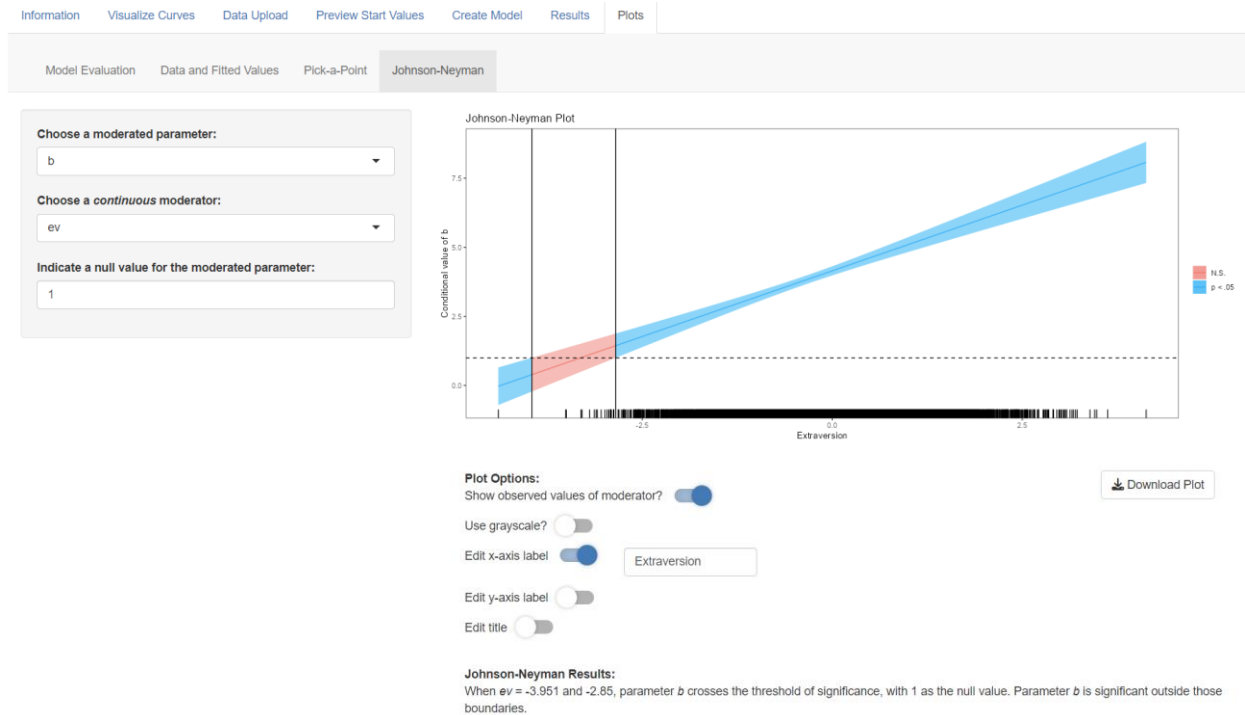 Information Visualize Curves Data Upload Preview Start Values Create Model Results Plots
Model Evaluation Data and Fitted Values Pick-a-Point Johnson-Neyman
Choose a moderated parameter:
b
Choose a continuous moderator:
ev
Indicate a null value for the moderated parameter:
1
Johnson-Neyman Plot
Conditional value of b
7.5
5.0
2.5
0.0
-2.5 0.0 2.5
Extraversion
N.S.
p < .05
Plot Options:
Show observed values of moderator?
Download Plot
Use grayscale?
Edit x-axis label Extraversion
Edit y-axis label
Edit title
Johnson-Neyman Results:
When ev = -3.951 and -2.85, parameter b crosses the threshold of significance, with 1 as the null value. Parameter b is significant outside those
boundaries.